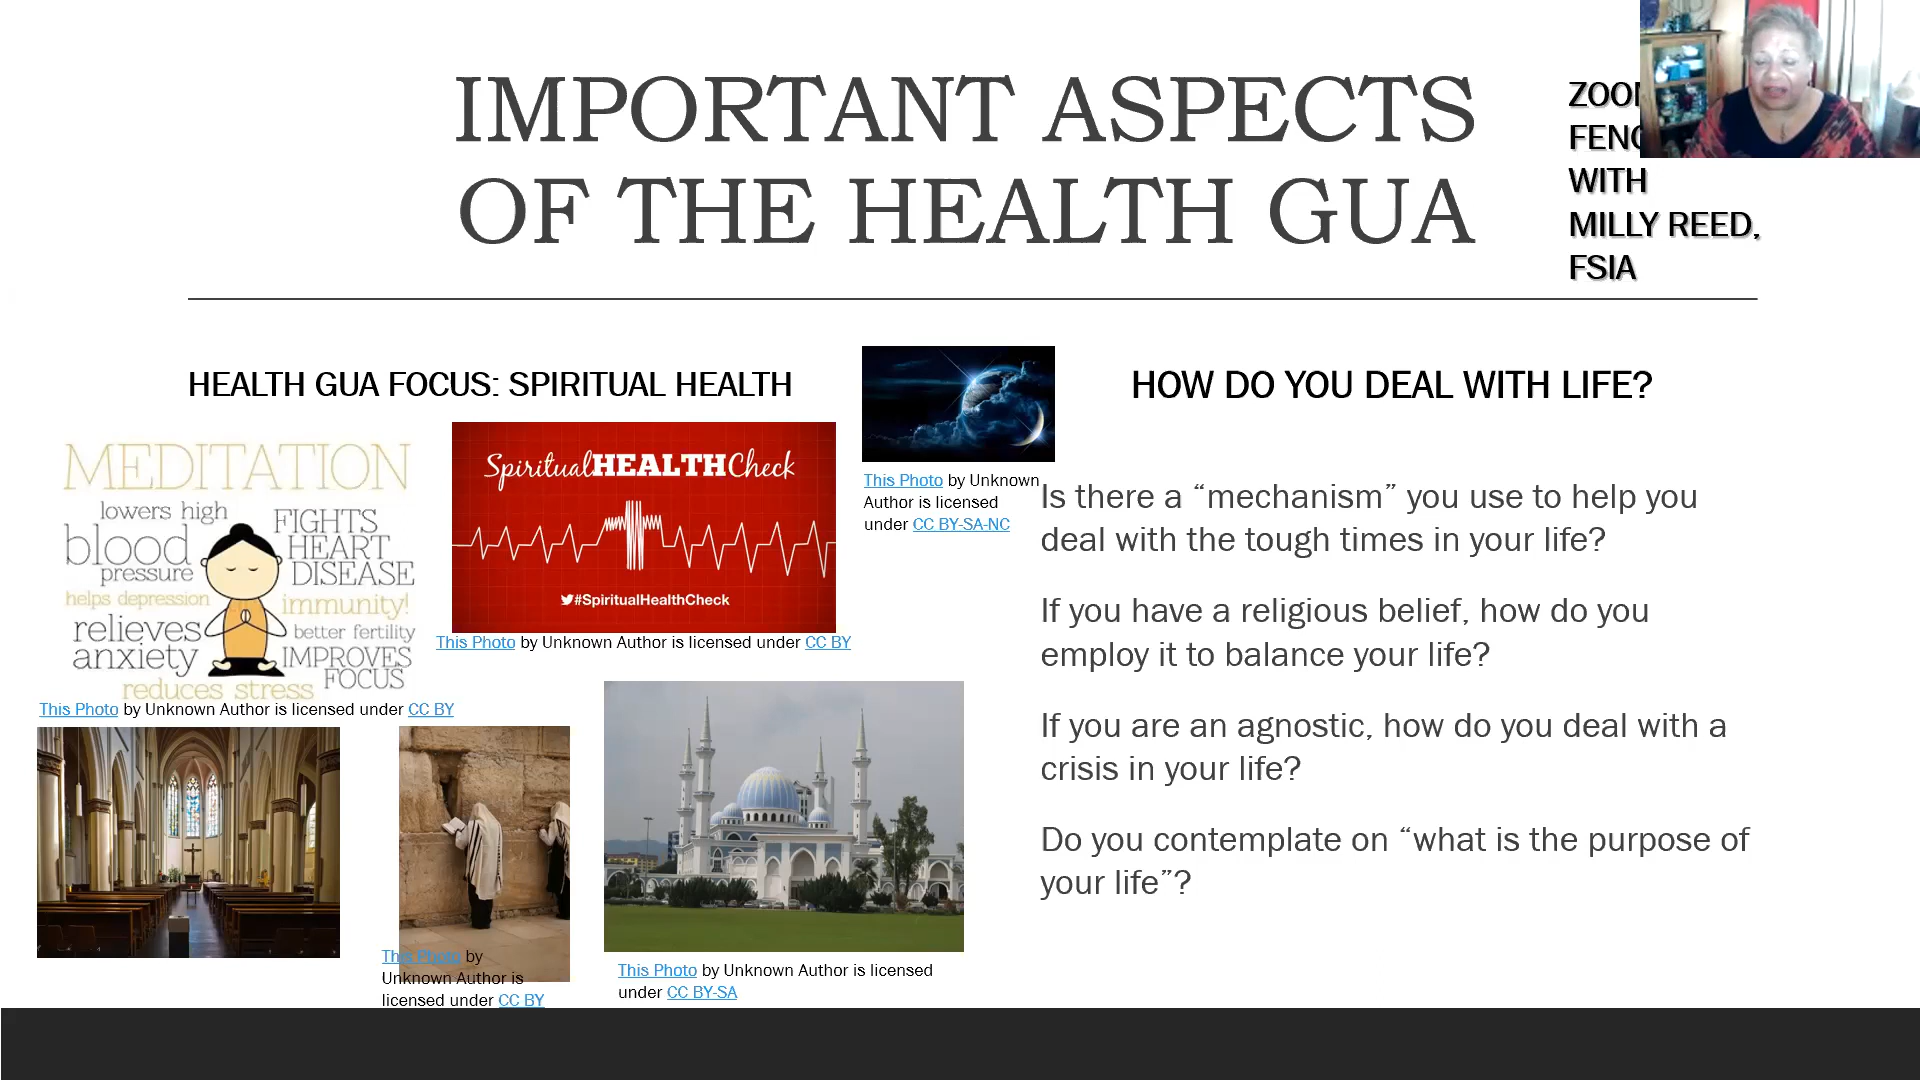 IMPORTANT ASPECTS
OF THE HEALTH GUA
WITH
MILLY REED,
FSIA
HEALTH GUA FOCUS: SPIRITUAL HEALTH
MEDITATION
lowers high
blood
pressure
helps depression
relieves
anxiety
reduces stress
FIGHTS
HEART
DISEASE
immunity!
better fertility
IMPROVES
FOCUS
This Photo by Unknown Author is licensed under CC BY
SpiritualHEALTHCheck
#SpiritualHealthCheck
This Photo by Unknown Author is licensed under CC BY
This Photo by Unknown
Author is licensed
under CC BY-SA-NC
This Photo by
Unknown Author is
licensed under CC BY
This Photo by Unknown Author is licensed
under CC BY-SA
HOW DO YOU DEAL WITH LIFE?
Is there a “mechanism” you use to help you
deal with the tough times in your life?
If you have a religious belief, how do you
employ it to balance your life?
If you are an agnostic, how do you deal with a
crisis in your life?
Do you contemplate on “what is the purpose of
your life”?